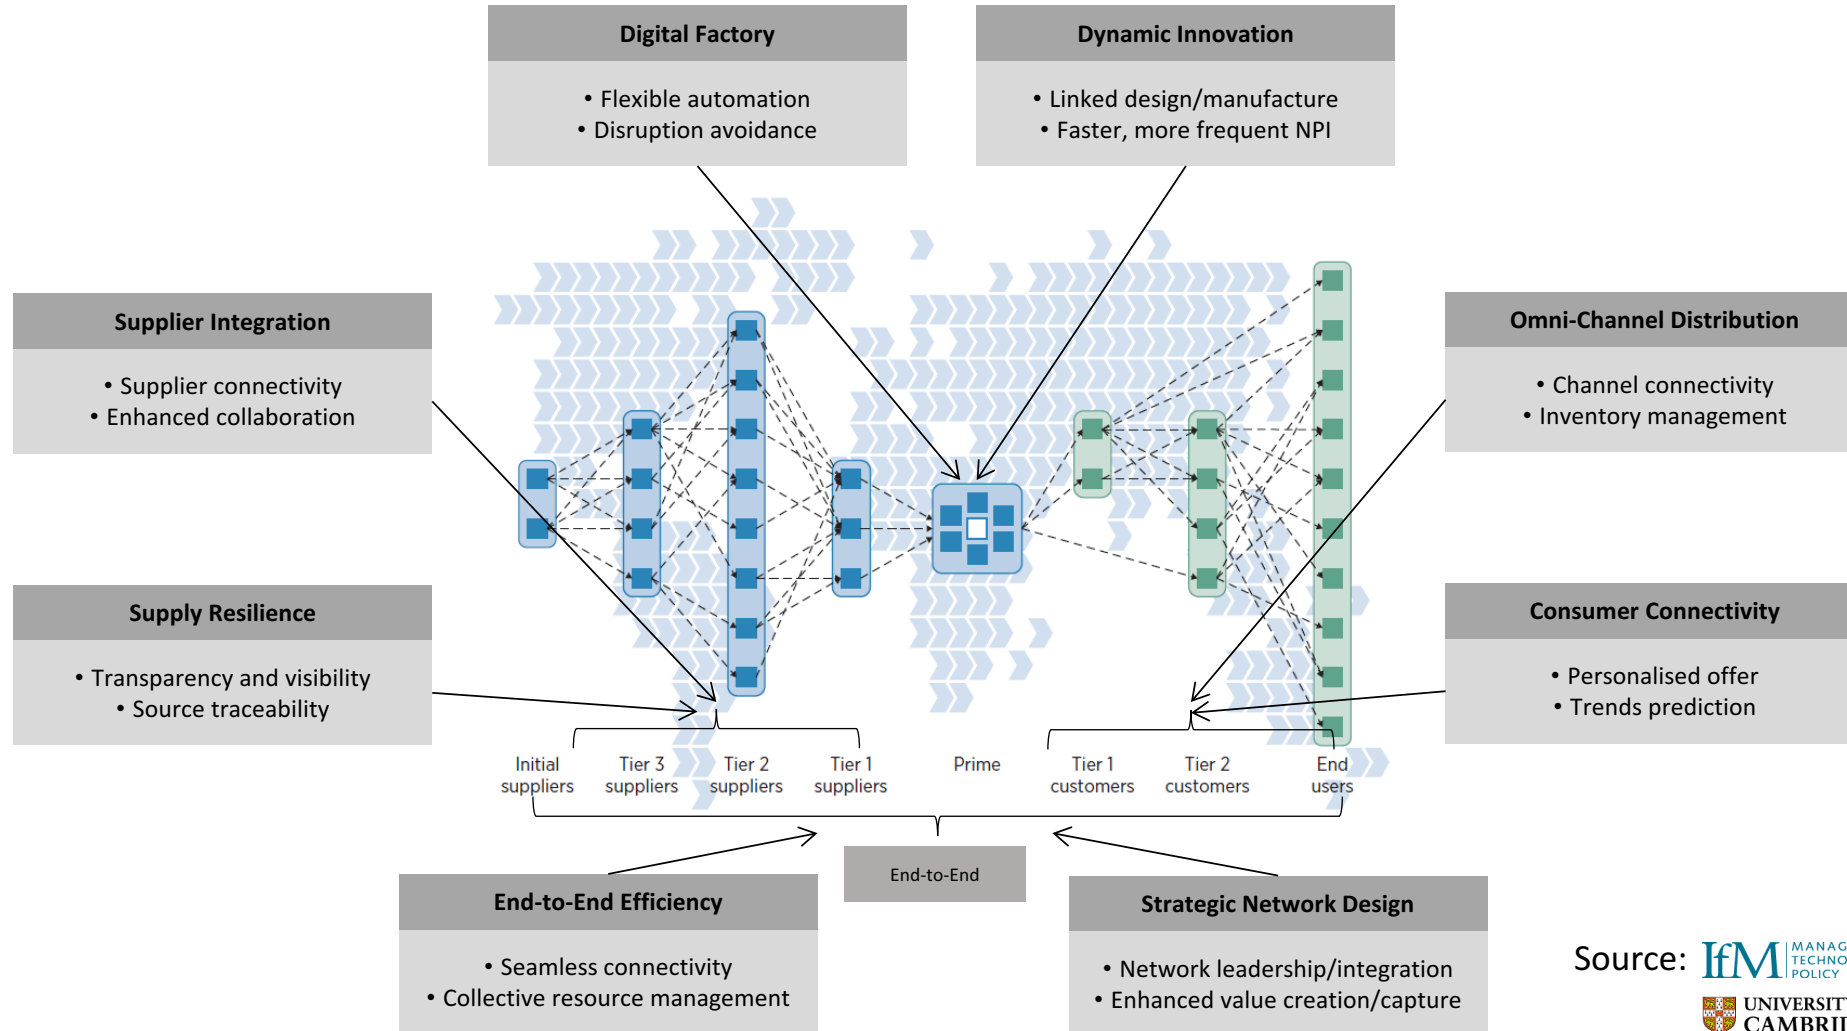 Digital Factory
• Flexible automation
• Disruption avoidance
Dynamic Innovation
• Linked design/manufacture
• Faster, more frequent NPI
Supplier Integration
• Supplier connectivity
• Enhanced collaboration
Omni-Channel Distribution
• Channel connectivity
• Inventory management
Supply Resilience
• Transparency and visibility
• Source traceability
Consumer Connectivity
• Personalised offer
• Trends prediction
Initial
suppliers
Tier 3
suppliers
Tier 2
suppliers
Tier 1
suppliers
Prime
Tier 1
customers
Tier 2
customers
End
users
End-to-End
End-to-End Efficiency
• Seamless connectivity
• Collective resource management
Strategic Network Design
• Network leadership/integration
• Enhanced value creation/capture
Source:
IfM
POLICY
UNIVERSITY